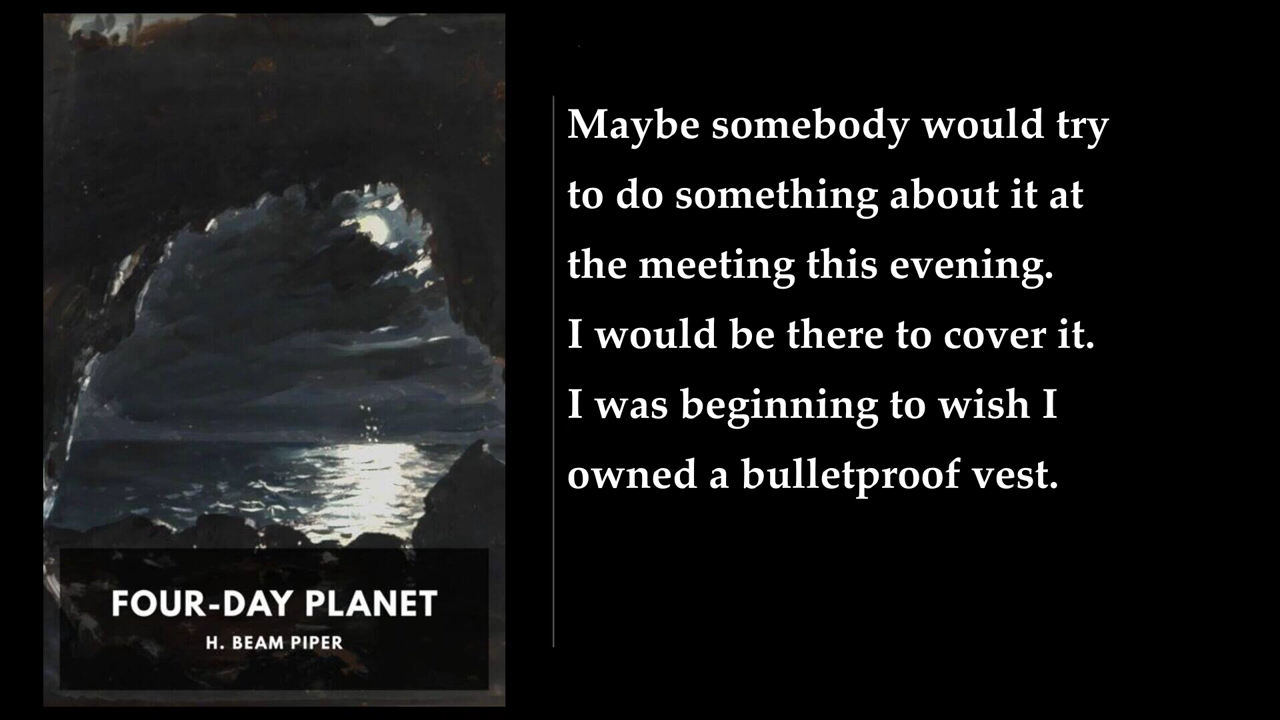 FOUR-DAY PLANET
H. BEAM PIPER
Maybe somebody would try
to do something about it at
the meeting this evening.
I would be there to cover it.
I was beginning to wish I
owned a bulletproof vest.